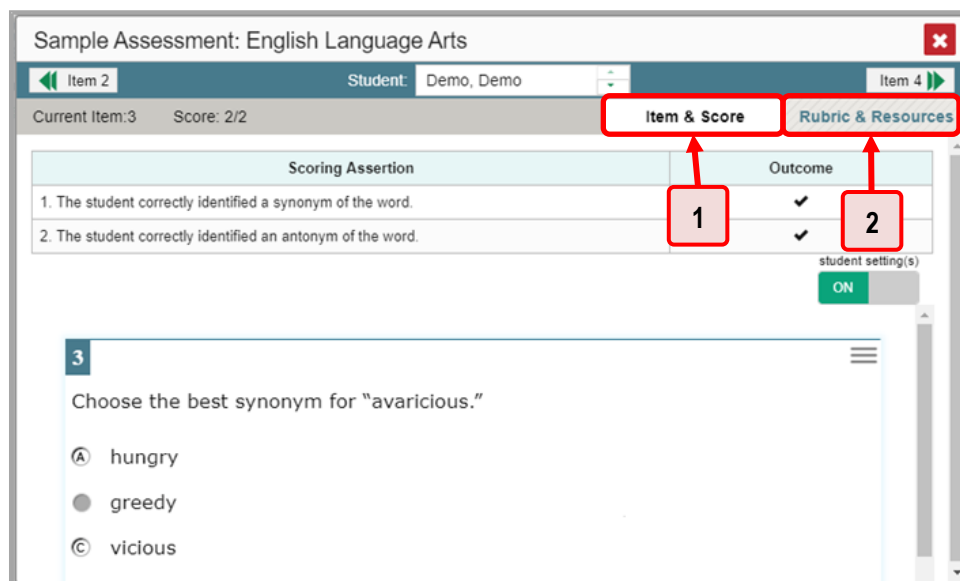 Sample Assessment: English Language Arts
Item 2 Student: Demo, Demo Item 4
Current Item:3 Score: 2/2 Item & Score Rubric & Resources
Scoring Assertion Outcome
1. The student correctly identified a synonym of the word.
2. The student correctly identified an antonym of the word.
1 2
student setting(s)
ON
3
Choose the best synonym for “avaricious.”
A hungry
greedy
C vicious